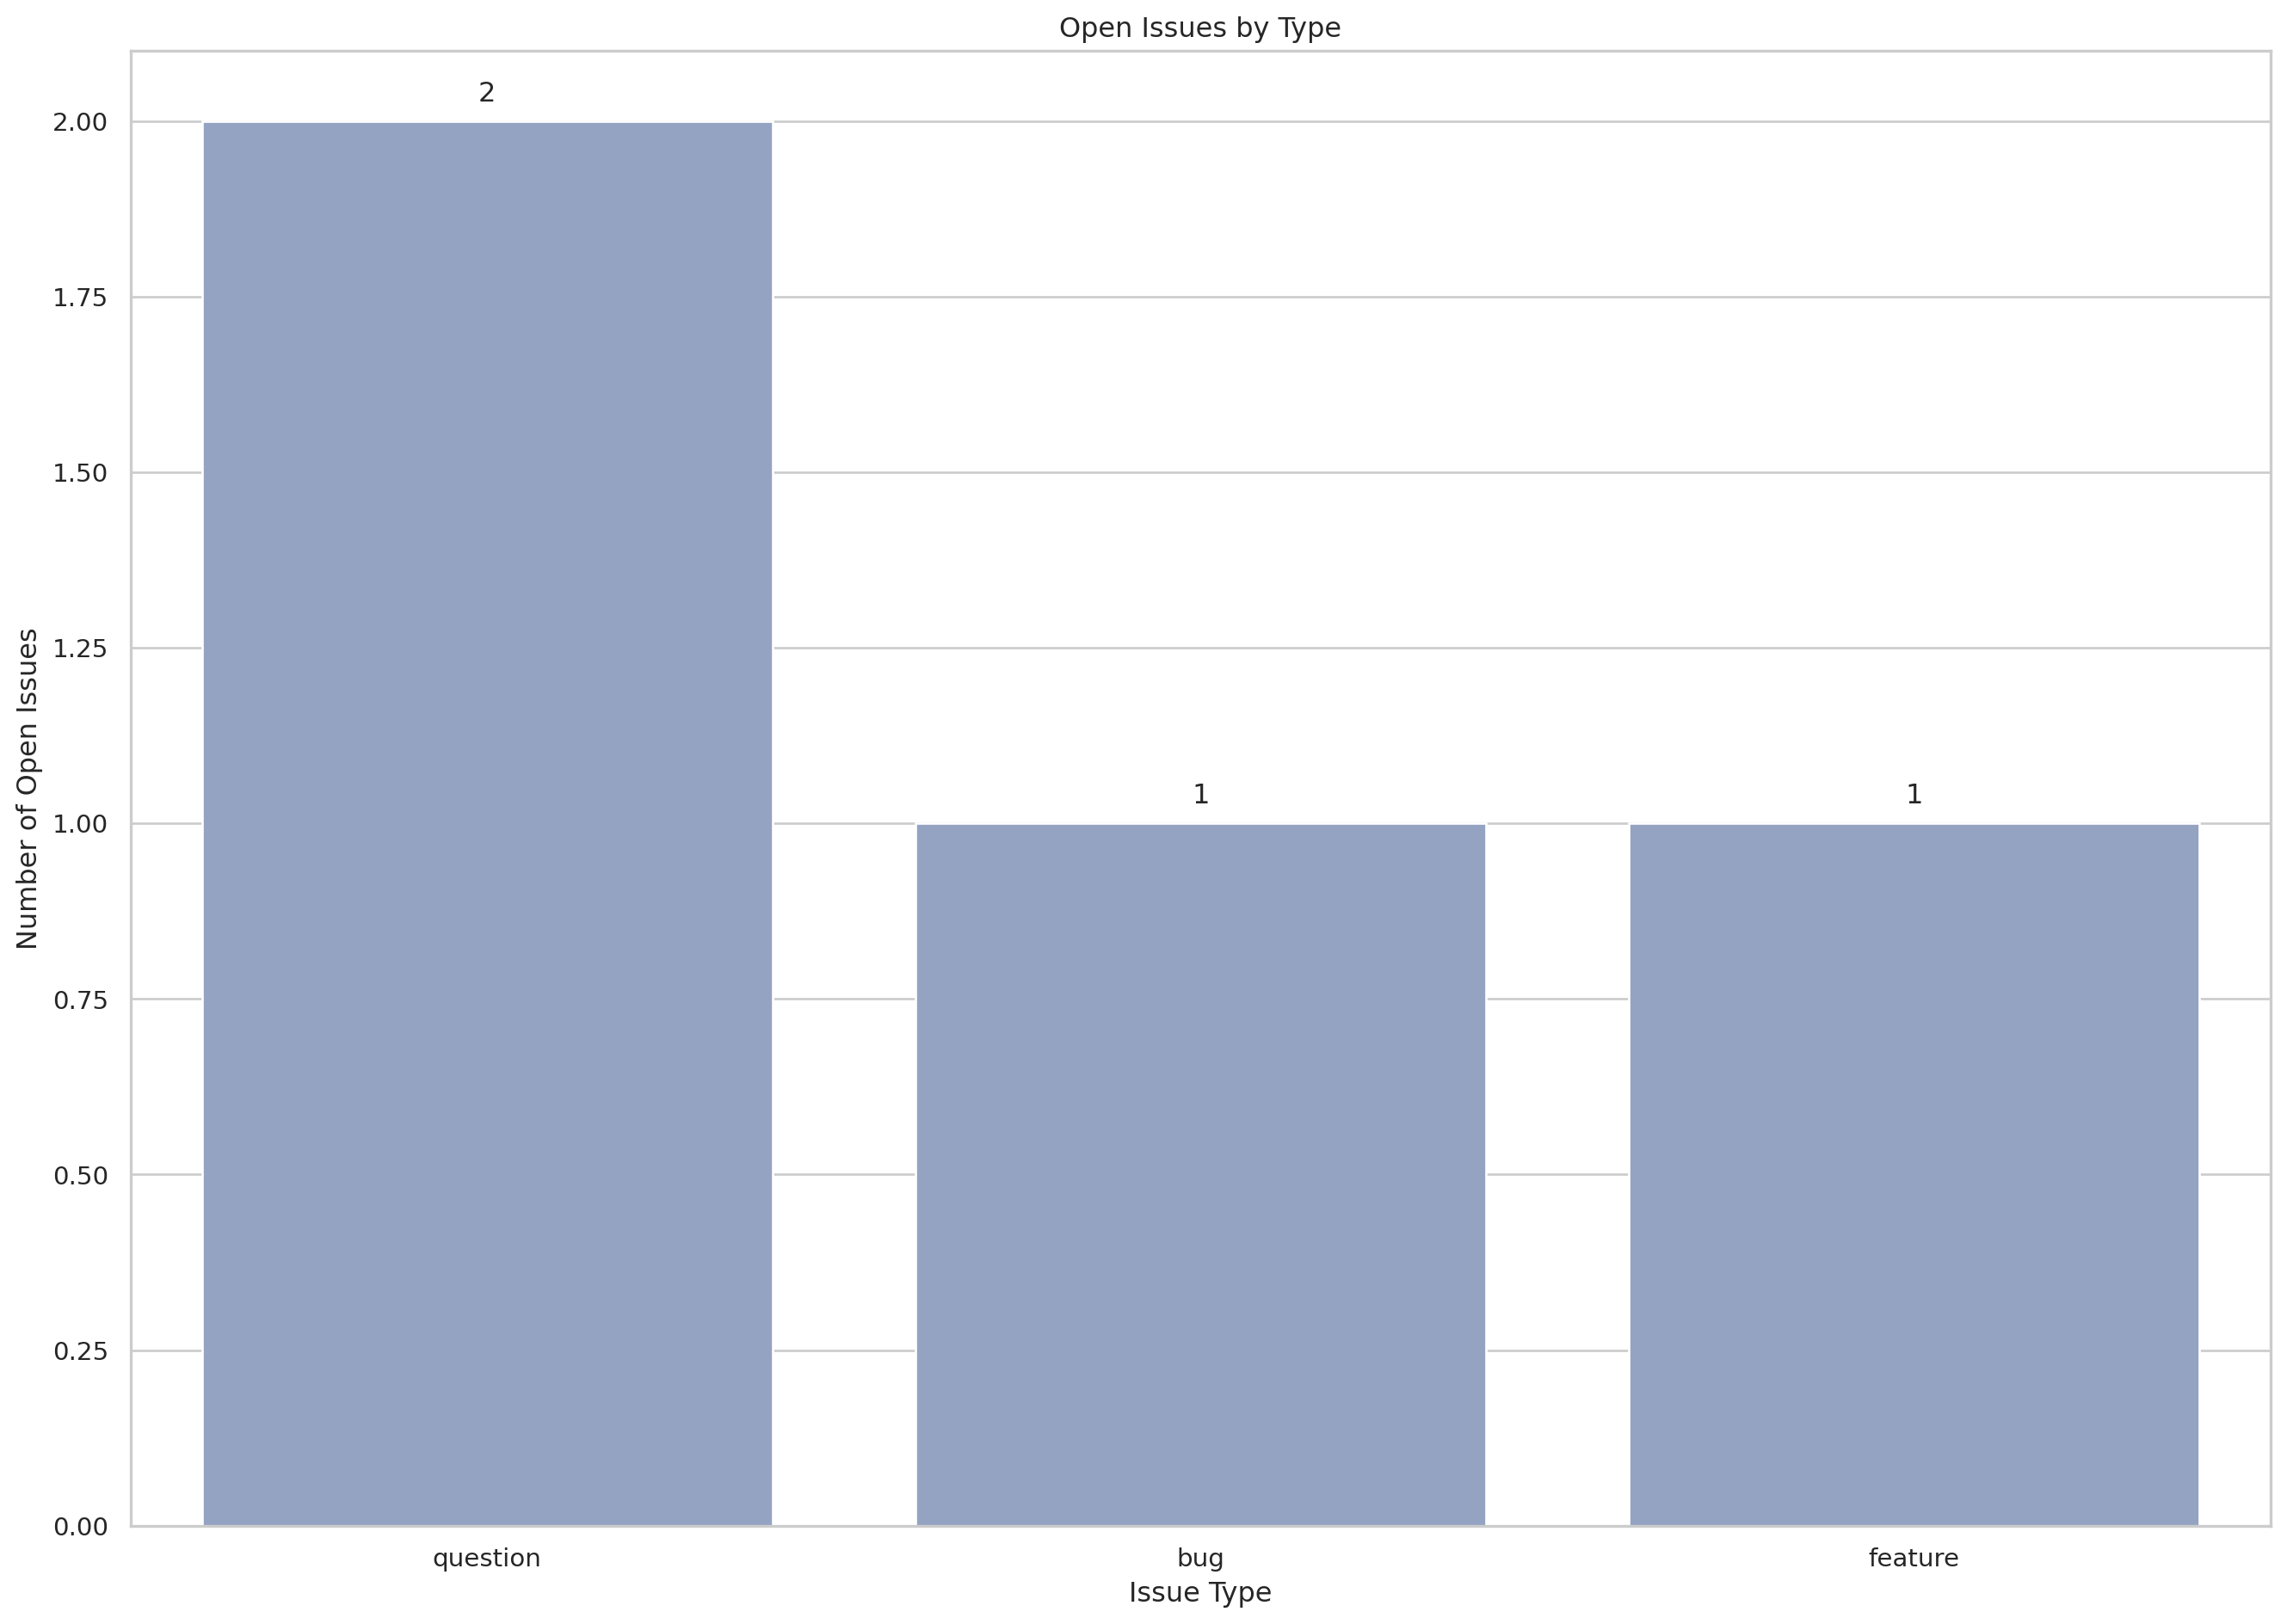 Open Issues by Type
2
2.00
1.75
1.50
1.25
1
1
1.00
0.75
0.50
0.25
0.00
Number of Open Issues
question
bug
feature
Issue Type